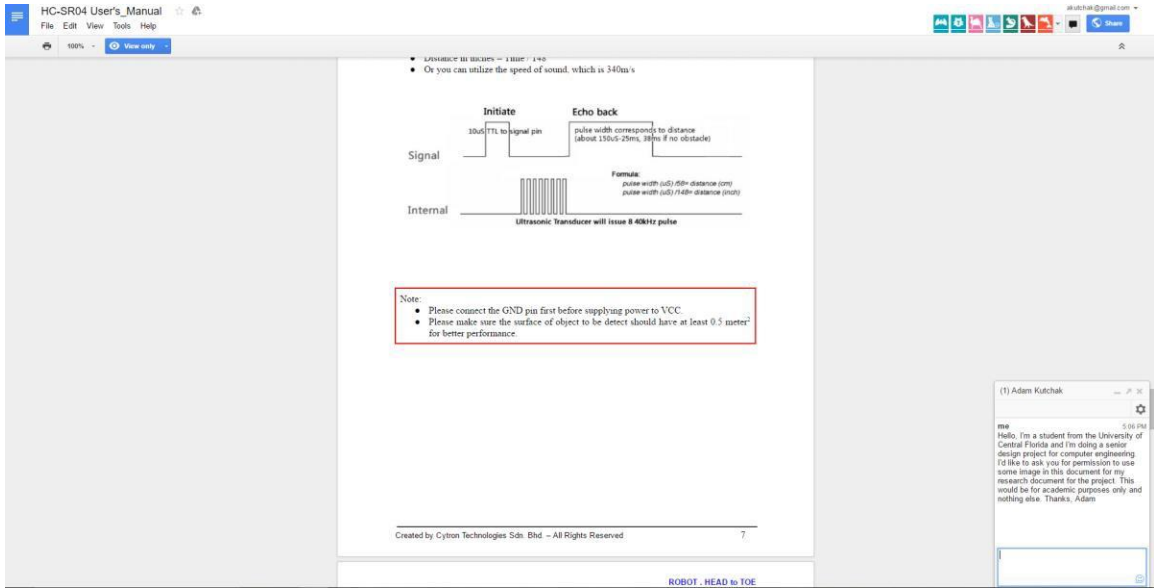 HC-SR04 User's_Manual
akutchak@gmail.com
File Edit View Tools Help
Share
100%
View only
Distance in inches = Time / 148
Or you can utilize the speed of sound, which is 340m/s
Initiate
Echo back
10uS TTL to signal pin
pulse width corresponds to distance
(about 150uS-25ms, 38ms if no obstacle)
Signal
Formula:
pulse width (uS) /58= distance (cm)
pulse width (uS) /148= distance (inch)
Internal
Ultrasonic Transducer will issue 8 40kHz pulse
Note:
Please connect the GND pin first before supplying power to VCC.
Please make sure the surface of object to be detect should have at least 0.5 meter²
for better performance.
Created by Cytron Technologies Sdn. Bhd. – All Rights Reserved
7
ROBOT . HEAD to TOE
(1) Adam Kutchak
me
5:06 PM
Hello, I'm a student from the University of
Central Florida and I'm doing a senior
design project for computer engineering.
I'd like to ask you for permission to use
some image in this document for my
research document for the project. This
would be for academic purposes only and
nothing else. Thanks, Adam